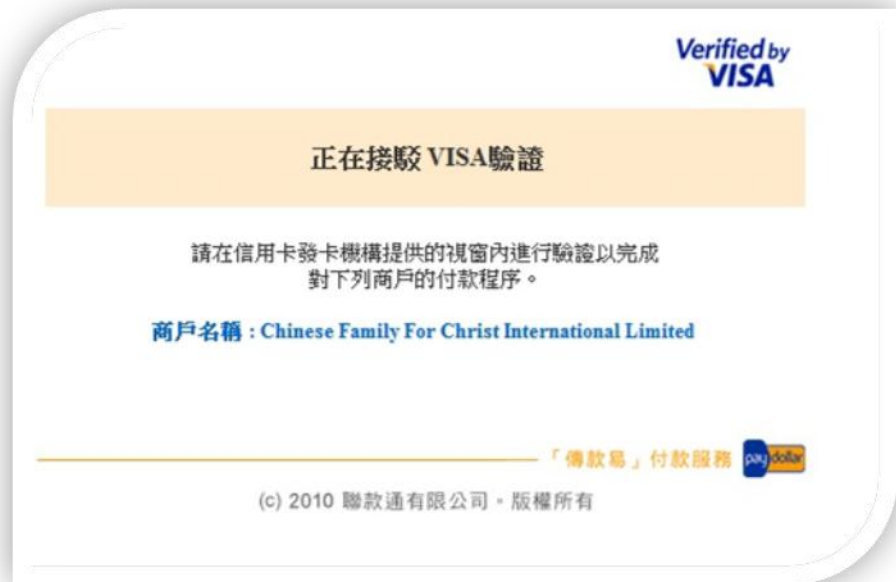 Verified by
VISA
正在接駁 VISA驗證
請在信用卡發卡機構提供的視窗內進行驗證以完成
對下列商戶的付款程序。
商戶名稱 : Chinese Family For Christ International Limited
「傳款易」付款服務 paydollar
(c) 2010 聯款通有限公司。版權所有